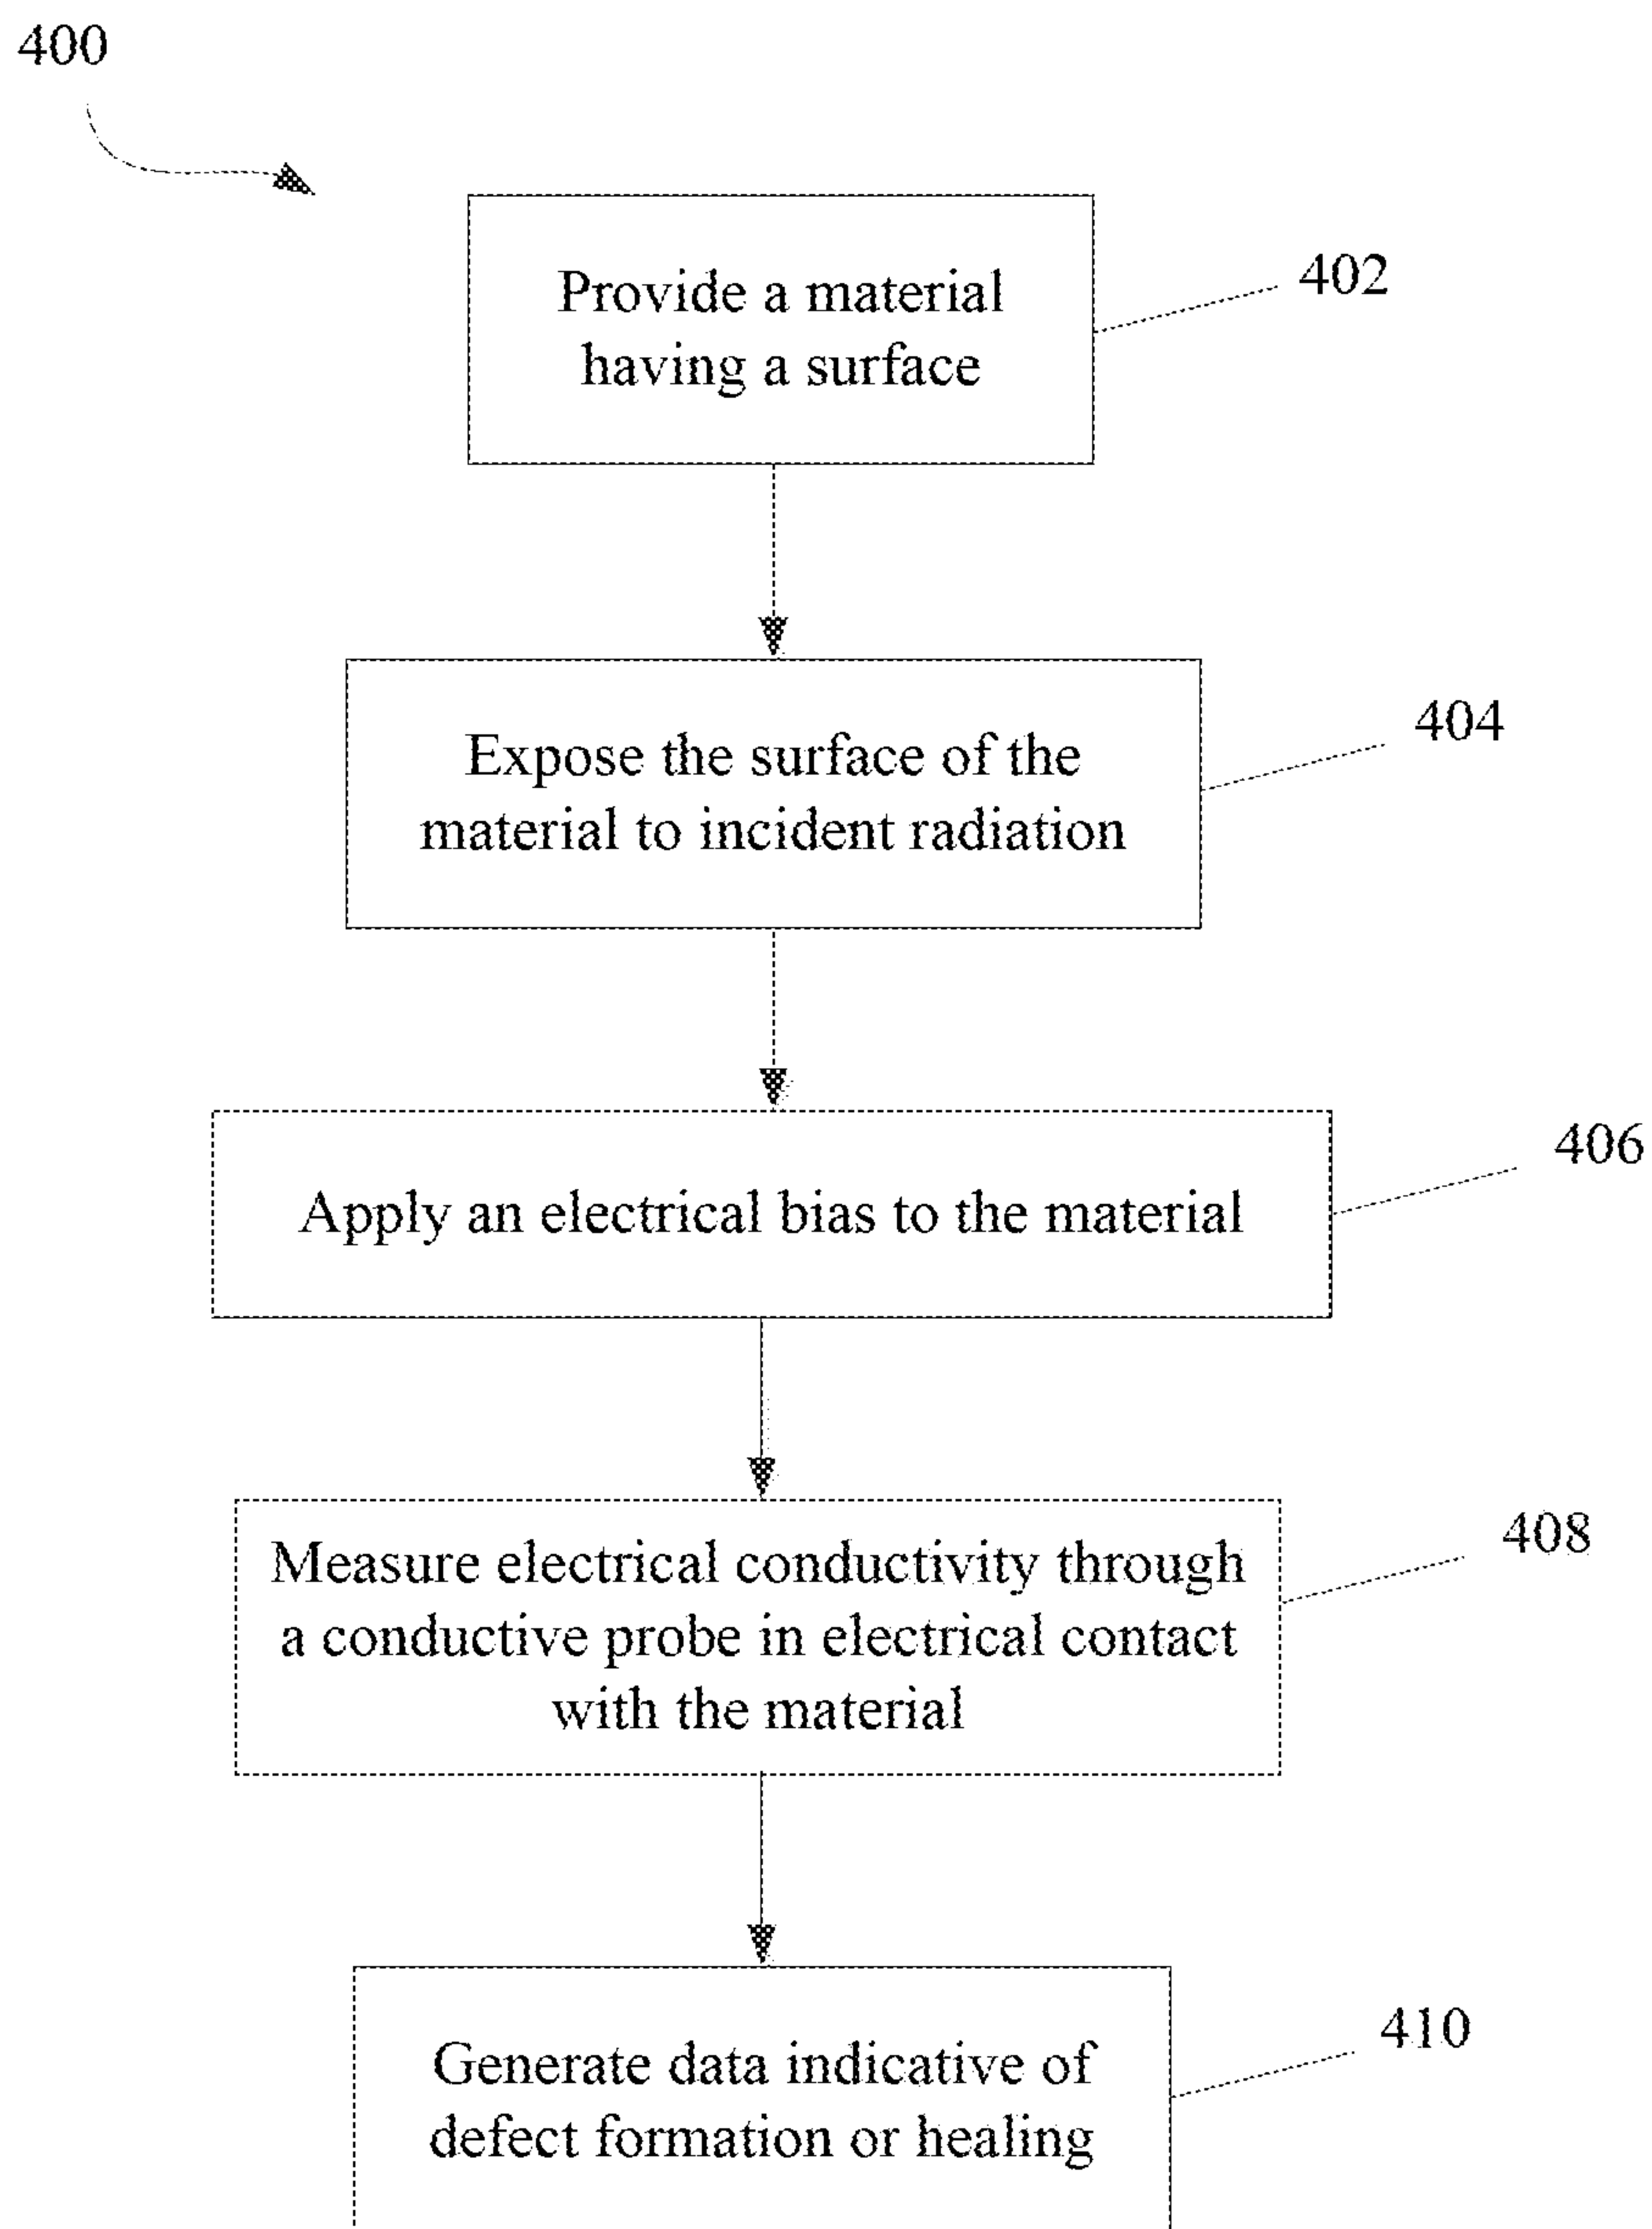 400
Provide a material
having a surface
402
Expose the surface of the
material to incident radiation
404
Apply an electrical bias to the material
406
Measure electrical conductivity through
a conductive probe in electrical contact
with the material
408
Generate data indicative of
defect formation or healing
410